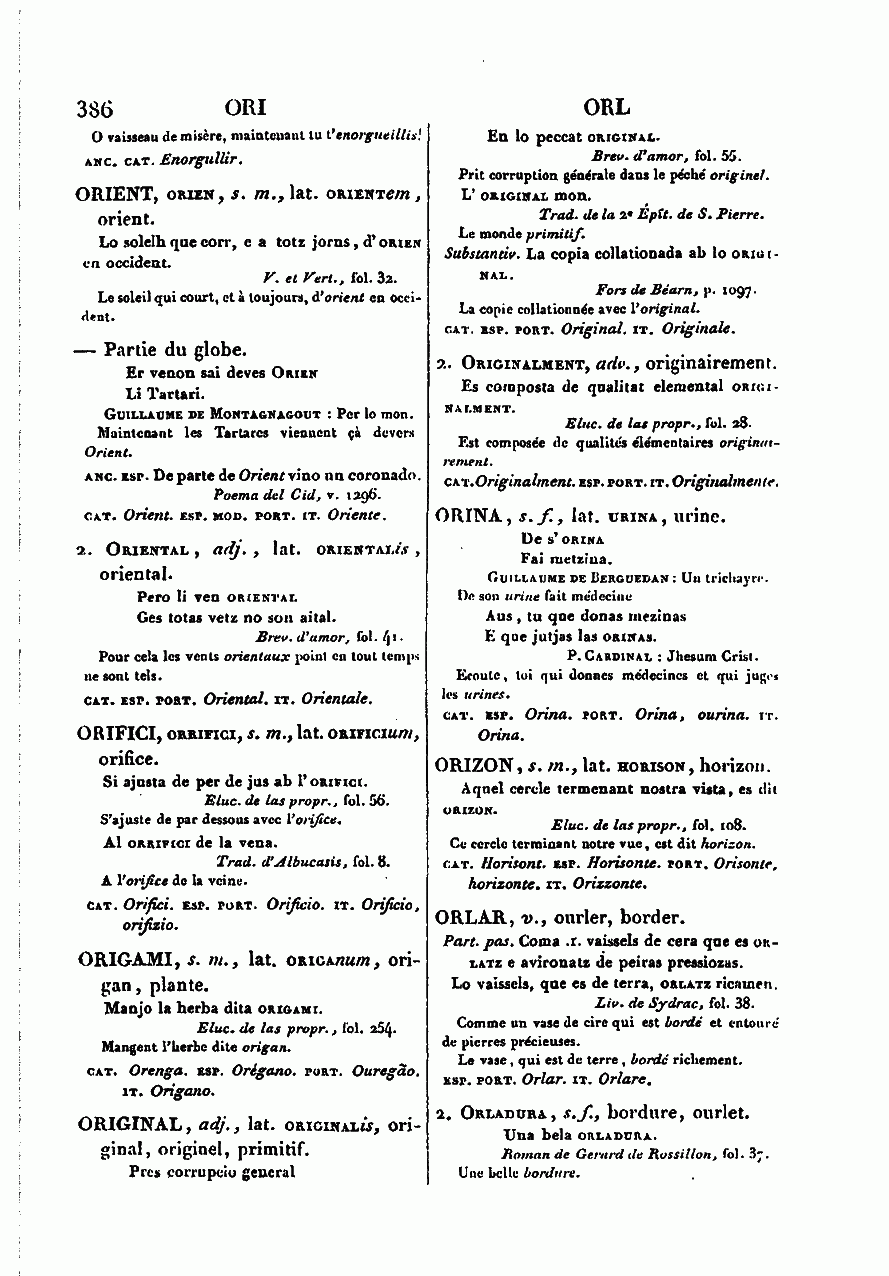 386 ORI ORL
O vaisseau de misère, maintenant tu t'enorgueillis!
ANC. CAT. Enorgullir.
ORIENT, ORIEN, s. m., lat. ORIENTem,
orient.
Lo solelh que corr, e a totz jorns, d'ORIEN
en occident.
V. et Vert., fol. 32.
Le soleil qui court, et à toujours, d'orient en occi-
dent.
— Partie du globe.
Er venon sai deves ORIEN
Li Tartari.
GUILLAUME DE MONTAGNAGOUT : Per lo mon.
Maintenant les Tartares viennent çà devers
Orient.
ANC. ESP. De parte de Orient vino un coronado.
Poema del Cid, v. 1296.
CAT. Orient. ESP. MOD. PORT. IT. Oriente.
2. ORIENTAL, adj., lat. ORIENTALis,
oriental.
Pero li ven ORIENTAL
Ges totas vetz no son aital.
Brev. d'amor, fol. 41.
Pour cela les vents orientaux point en tout temps
ne sont tels.
CAT. ESP. PORT. Oriental. IT. Orientale.
ORIFICI, ORRIFICI, s. m., lat. ORIFICIum,
orifice.
Si ajusta de per de jus ab l'ORIFICI.
Eluc. de las propr., fol. 56.
S'ajuste de par dessous avec l'orifice.
Al ORRIFICI de la vena.
Trad. d'Albucasis, fol. 8.
A l'orifice de la veine.
CAT. Orifici. ESP. PORT. Orificio. IT. Orificio,
orifizio.
ORIGAMI, s. m., lat. ORIGAnum, ori-
gan, plante.
Manjo la herba dita ORIGAMI.
Eluc. de las propr., fol. 254.
Mangent l'herbe dite origan.
CAT. Orenga. ESP. Orégano. PORT. Ouregão.
IT. Origano.
ORIGINAL, adj., lat. ORIGINALis, ori-
ginal, originel, primitif.
Pres corrupcio general
En lo peccat ORIGINAL.
Brev. d'amor, fol. 55.
Prit corruption générale dans le péché originel.
L' ORIGINAL mon.
Trad. de la 2e Épît. de S. Pierre.
Le monde primitif.
Substantiv. La copia collationada ab lo ORIGI-
NAL.
Fors de Béarn, p. 1097.
La copie collationnée avec l'original.
CAT. ESP. PORT. Original. IT. Originale.
2. ORIGINALMENT, adv., originairement.
Es composta de qualitat elemental ORIGI-
NALMENT.
Eluc. de las propr., fol. 28.
Est composée de qualités élémentaires originai-
rement.
CAT. Originalment. ESP. PORT. IT. Originalmente.
ORINA, s. f., lat. URINA, urine.
De s'ORINA
Fai metzina.
GUILLAUME DE BERGUEDAN : Un trichayre.
De son urine fait médecine
Aus, tu que donas mezinas
E que jutjas las ORINAS.
P. CARDINAL : Jhesum Crist.
Ecoute, toi qui donnes médecines et qui juges
les urines.
CAT. ESP. Orina. PORT. Orina, ourina. IT.
Orina.
ORIZON, s. m., lat. HORISON, horizon.
Aquel cercle termenant nostra vista, es dit
ORIZON.
Eluc. de las propr., fol. 108.
Ce cercle terminant notre vue, est dit horizon.
CAT. Horisont. ESP. Horisonte. PORT. Orisonte,
horizonte. IT. Orizzonte.
ORLAR, v., ourler, border.
Part. pas. Coma .I. vaissels de cera que es OR-
LATZ e avironatz de peiras pressiozas.
Lo vaissels, que es de terra, ORLATZ ricamen.
Liv. de Sydrac, fol. 38.
Comme un vase de cire qui est bordé et entouré
de pierres précieuses.
Le vase, qui est de terre, bordé richement.
ESP. PORT. Orlar. IT. Orlare.
2. ORLADURA, s. f., bordure, ourlet.
Una bela ORLADURA.
Roman de Gerard de Rossillon, fol. 37.
Une belle bordure.